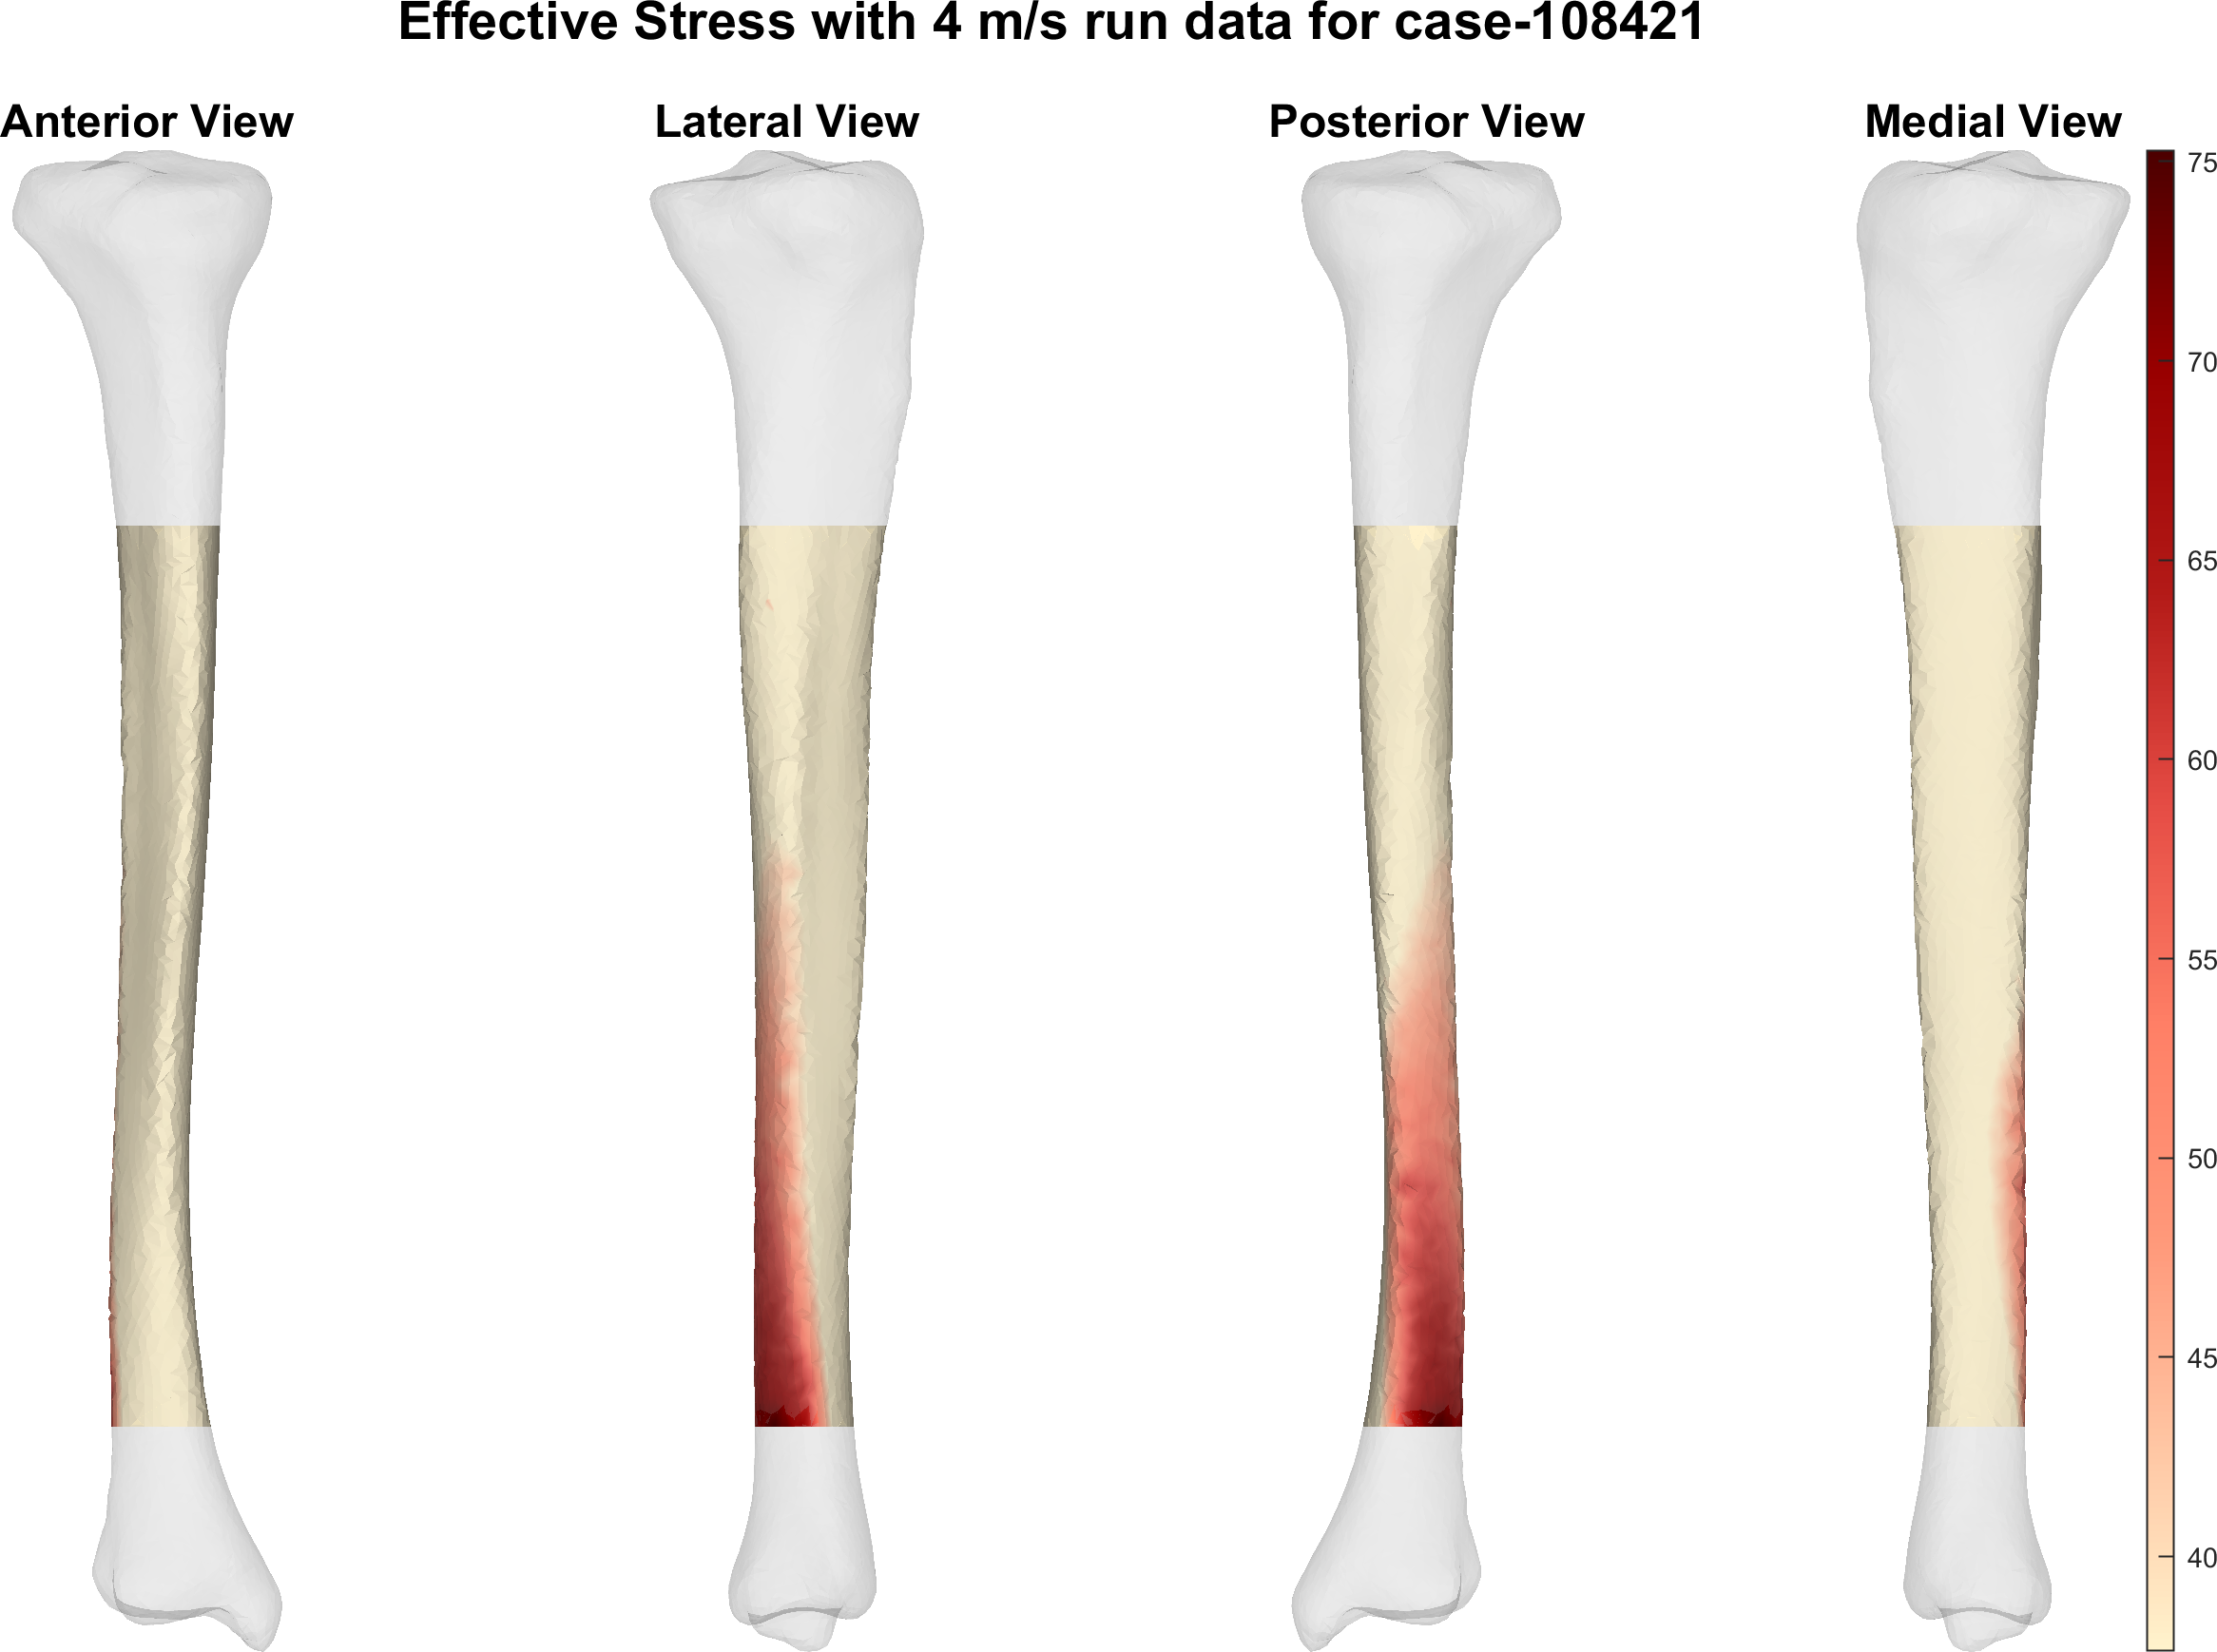 Effective Stress with 4 m/s run data for case-108421
Anterior View
Lateral View
Posterior View
Medial View
75
70
65
60
55
50
45
40